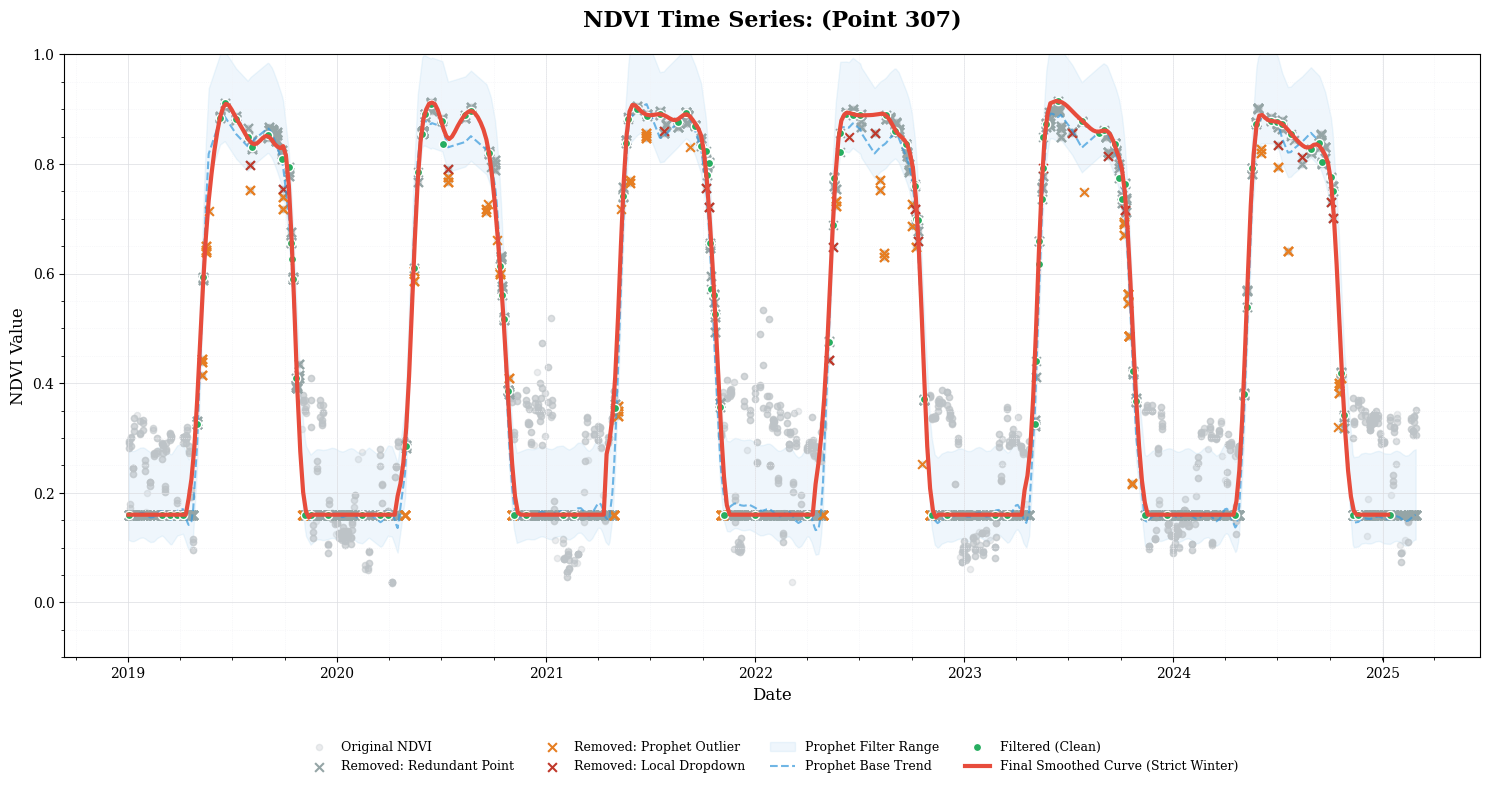 NDVI Time Series: (Point 307)
NDVI Value
1.0
0.8
0.6
0.4
0.2
0.0
2019 2020 2021 2022 2023 2024 2025
Date
Original NDVI
Removed: Redundant Point
Removed: Prophet Outlier
Removed: Local Dropdown
Prophet Filter Range
Prophet Base Trend
Filtered (Clean)
Final Smoothed Curve (Strict Winter)